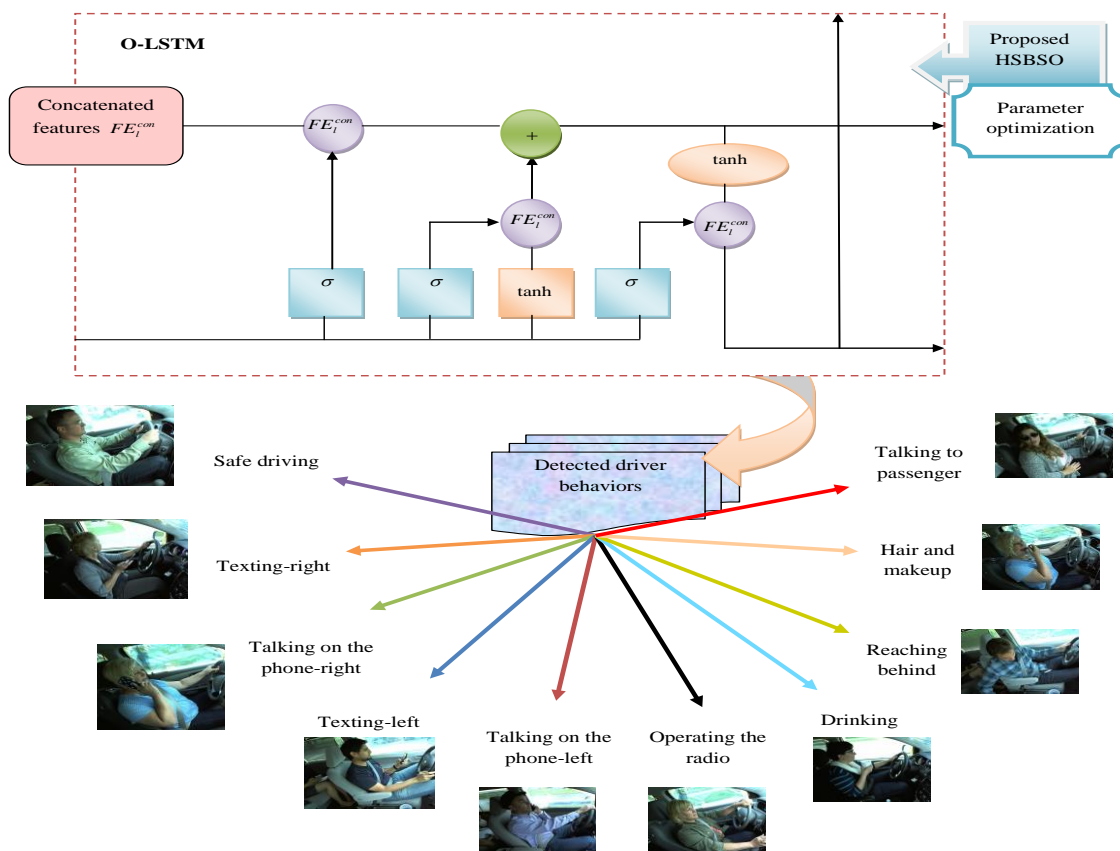 O-LSTM
Proposed
HSBSO
Parameter
optimization
Concatenated
features FE_l^con
FE_l^con
+
tanh
FE_l^con
FE_l^con
σ
σ
tanh
σ
Detected driver
behaviors
Safe driving
Talking to
passenger
Texting-right
Hair and
makeup
Talking on the
phone-right
Reaching
behind
Texting-left
Talking on the
phone-left
Operating the
radio
Drinking